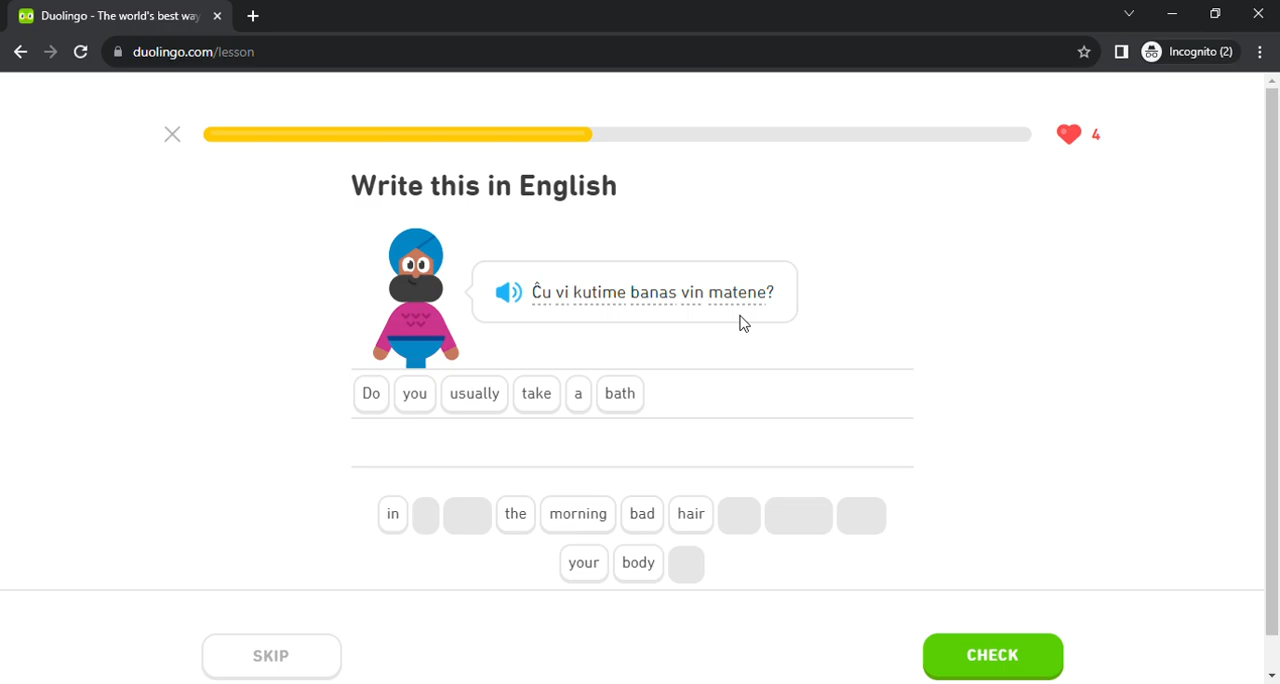 Duolingo - The world's best way
duolingo.com/lesson
Incognito (2)
4
Write this in English
Ĉu vi kutime banas vin matene?
Do you usually take a bath
in the morning bad hair
your body
SKIP
CHECK